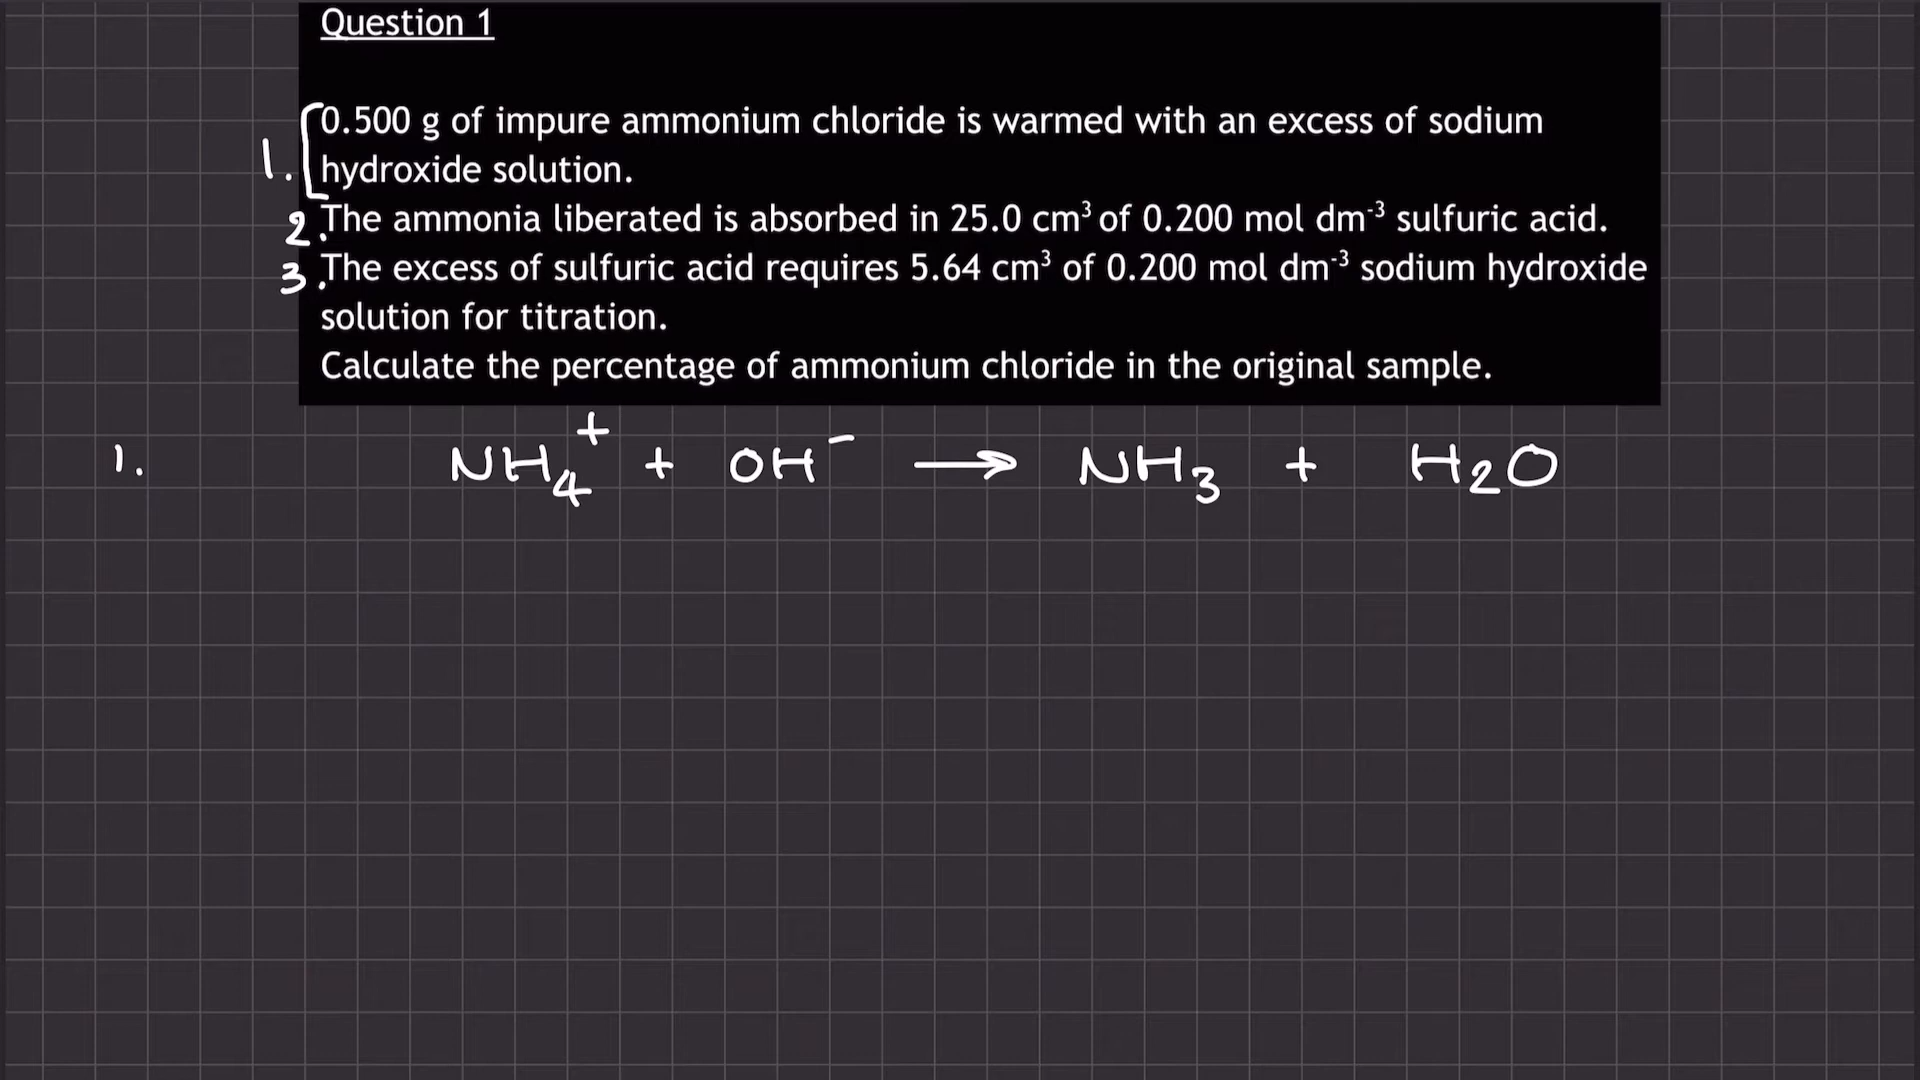 Question 1
1. [0.500 g of impure ammonium chloride is warmed with an excess of sodium
hydroxide solution.
2. The ammonia liberated is absorbed in 25.0 cm³ of 0.200 mol dm⁻³ sulfuric acid.
3. The excess of sulfuric acid requires 5.64 cm³ of 0.200 mol dm⁻³ sodium hydroxide
solution for titration.
Calculate the percentage of ammonium chloride in the original sample.
1. NH₄⁺ + OH⁻ → NH₃ + H₂O